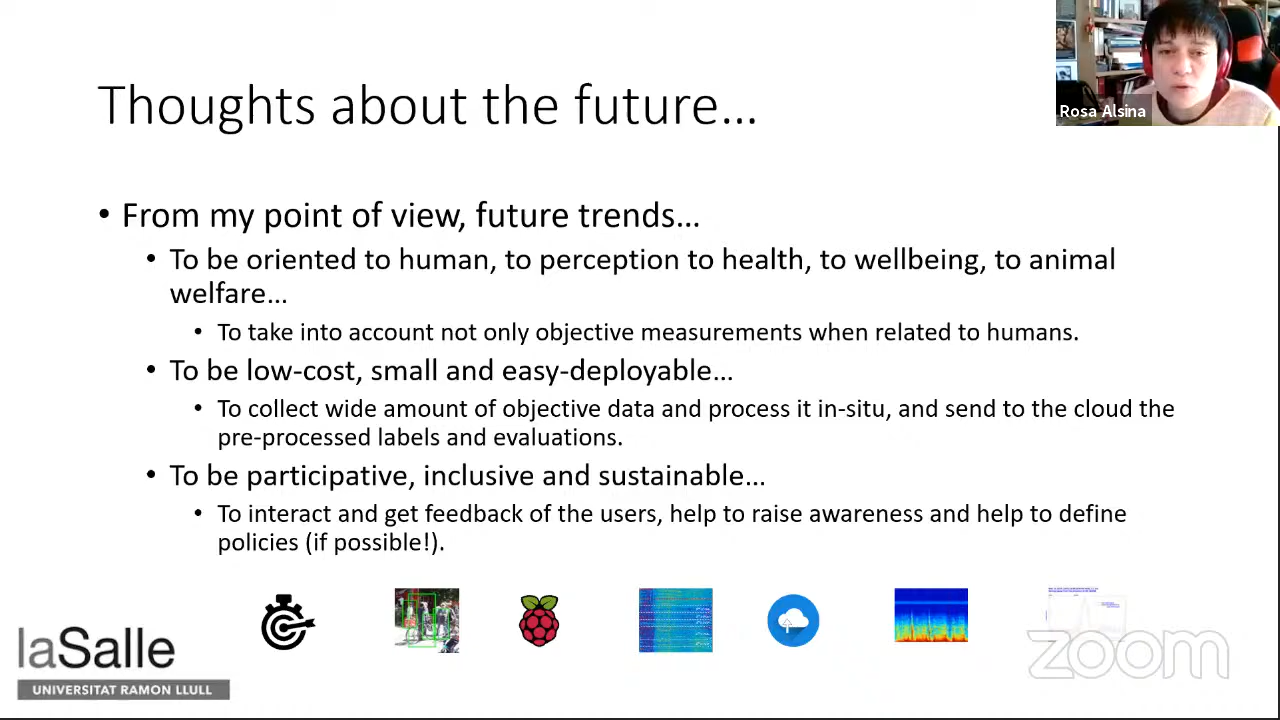 Thoughts about the future…
Rosa Alsina
• From my point of view, future trends…
• To be oriented to human, to perception to health, to wellbeing, to animal
welfare…
• To take into account not only objective measurements when related to humans.
• To be low-cost, small and easy-deployable…
• To collect wide amount of objective data and process it in-situ, and send to the cloud the
pre-processed labels and evaluations.
• To be participative, inclusive and sustainable…
• To interact and get feedback of the users, help to raise awareness and help to define
policies (if possible!).
laSalle
UNIVERSITAT RAMON LLULL
zoom